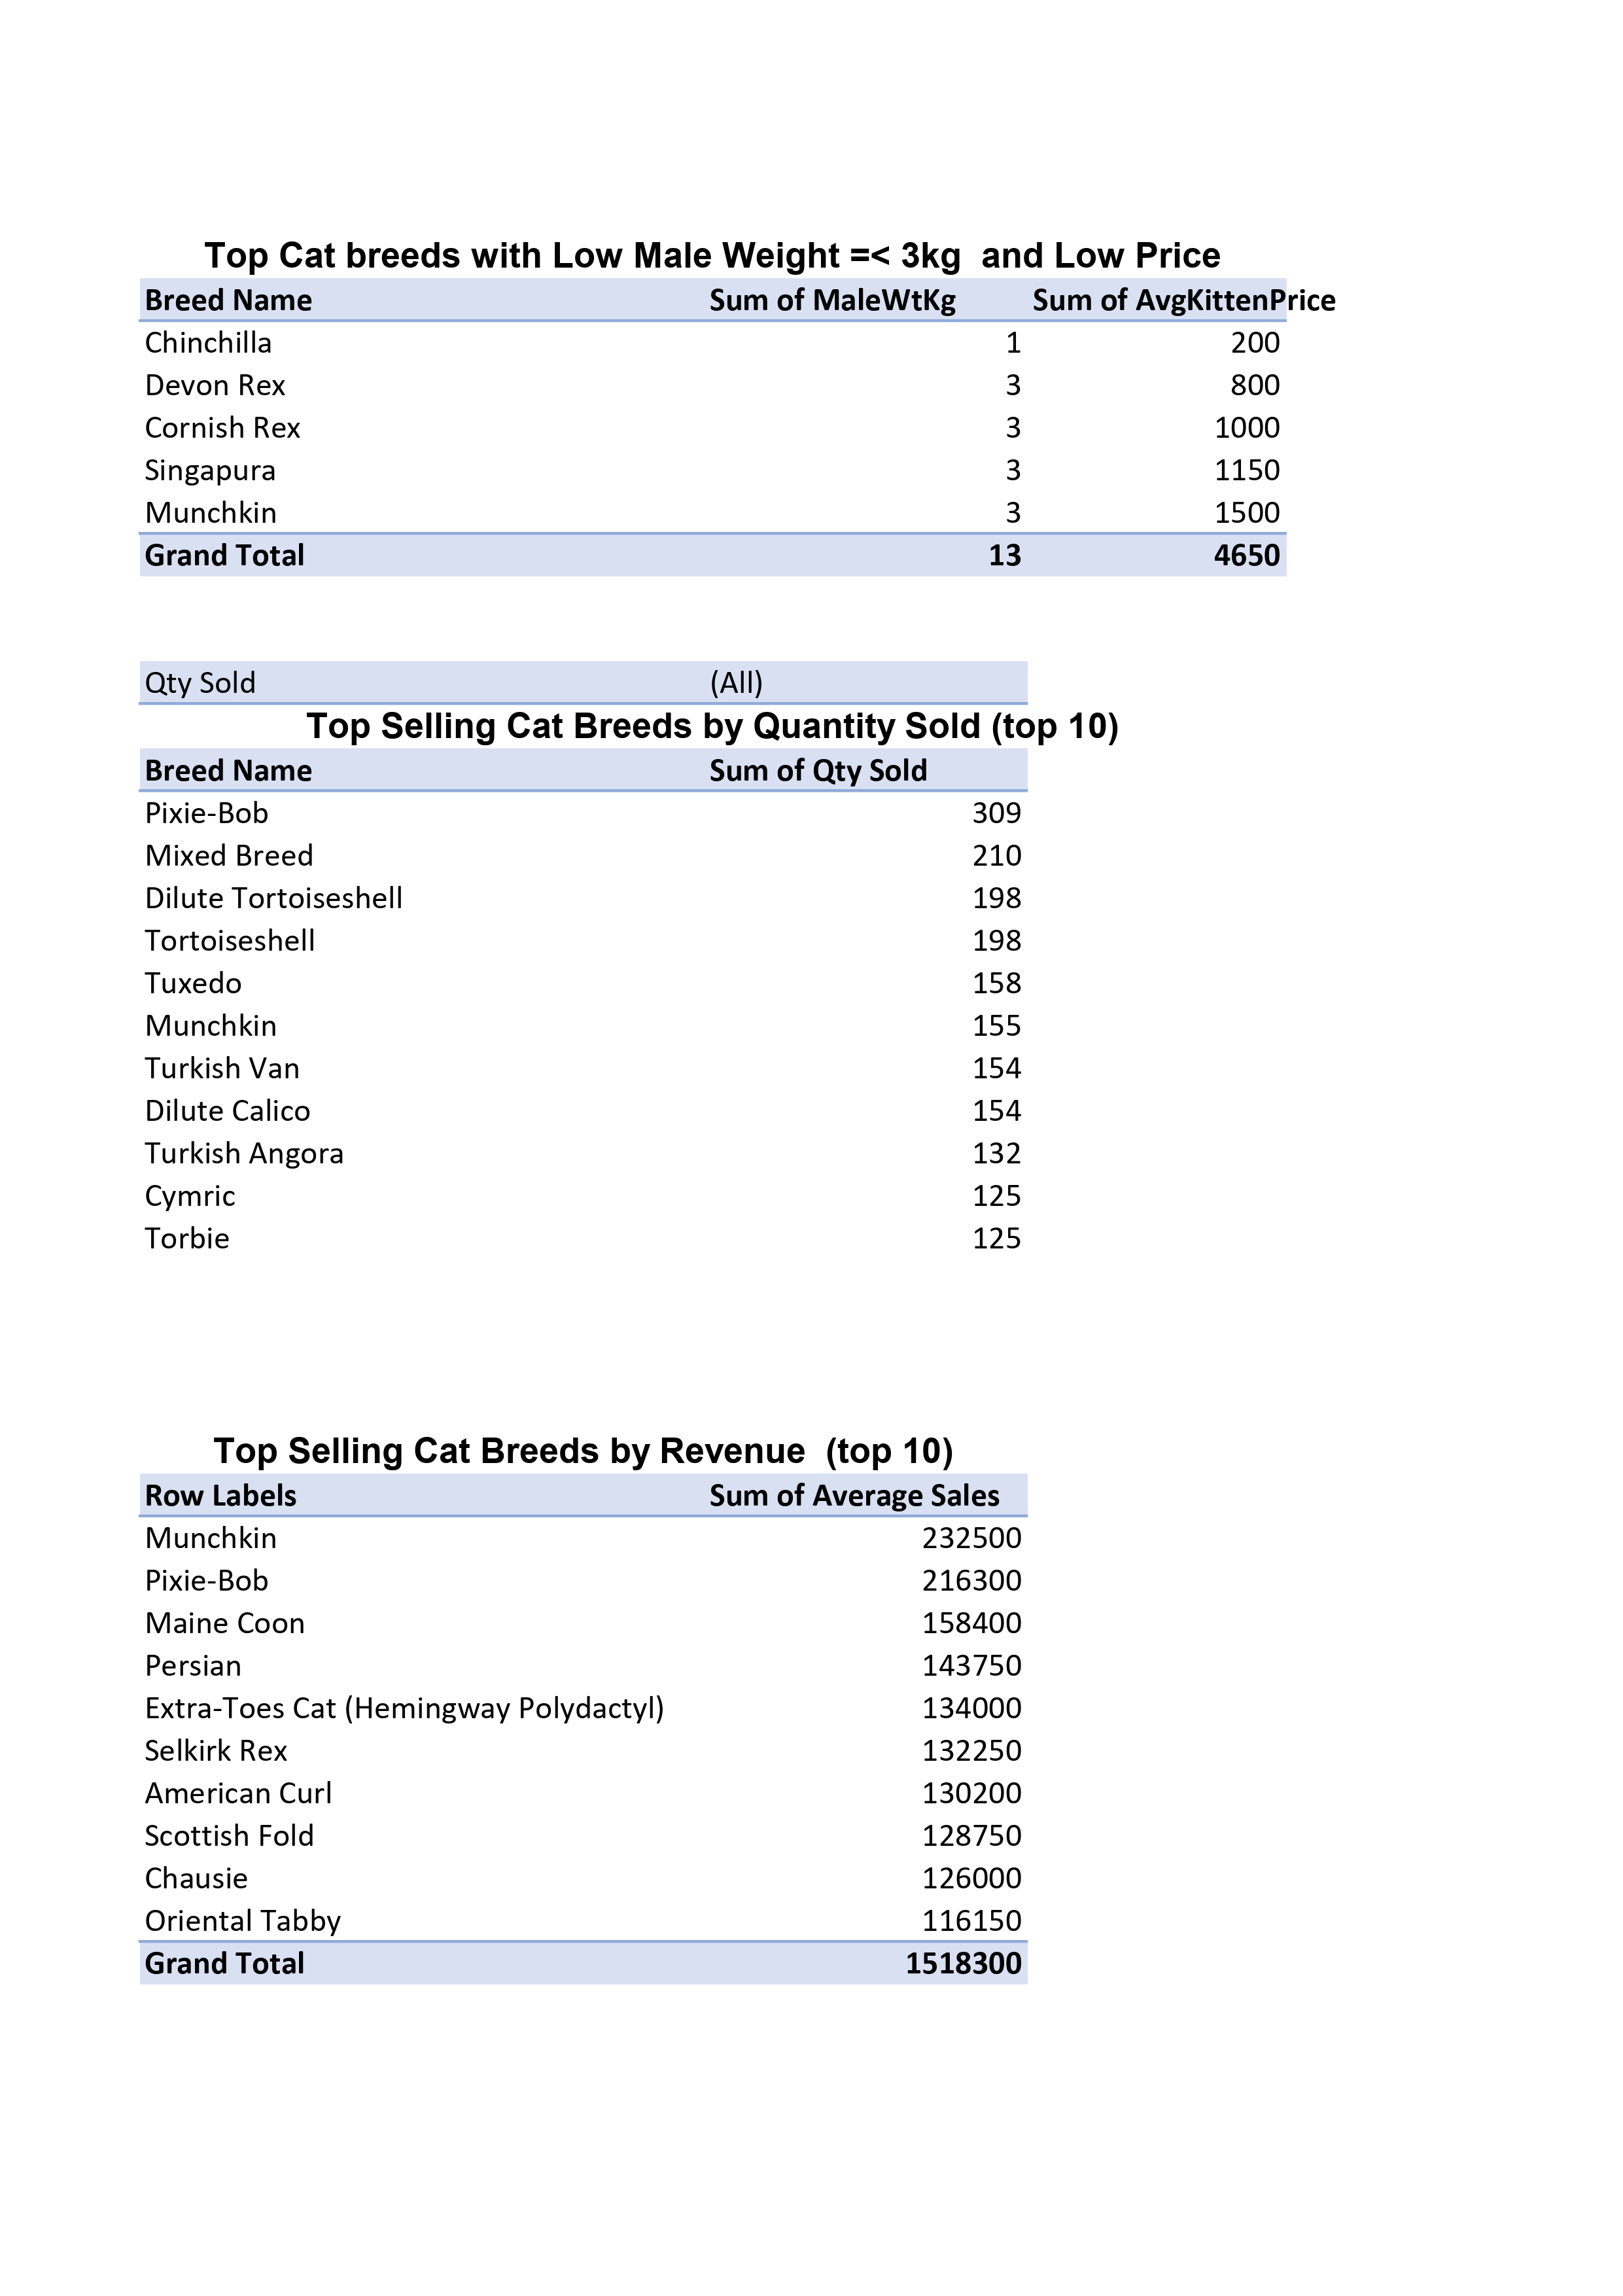 Top Cat breeds with Low Male Weight =< 3kg  and Low Price
Breed Name Sum of MaleWtKg Sum of AvgKittenPrice
Chinchilla 1 200
Devon Rex 3 800
Cornish Rex 3 1000
Singapura 3 1150
Munchkin 3 1500
Grand Total 13 4650
Qty Sold (All)
Top Selling Cat Breeds by Quantity Sold (top 10)
Breed Name Sum of Qty Sold
Pixie-Bob 309
Mixed Breed 210
Dilute Tortoiseshell 198
Tortoiseshell 198
Tuxedo 158
Munchkin 155
Turkish Van 154
Dilute Calico 154
Turkish Angora 132
Cymric 125
Torbie 125
Top Selling Cat Breeds by Revenue  (top 10)
Row Labels Sum of Average Sales
Munchkin 232500
Pixie-Bob 216300
Maine Coon 158400
Persian 143750
Extra-Toes Cat (Hemingway Polydactyl) 134000
Selkirk Rex 132250
American Curl 130200
Scottish Fold 128750
Chausie 126000
Oriental Tabby 116150
Grand Total 1518300